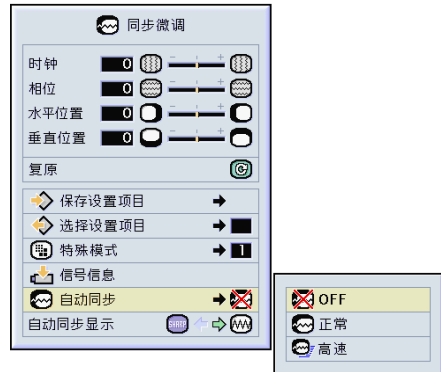 同步微调
时钟 0 - +
相位 0 - +
水平位置 0 - +
垂直位置 0 - +
复原
保存设置项目
选择设置项目
特殊模式 1
信号信息
自动同步
自动同步显示 SHARP
OFF
正常
高速